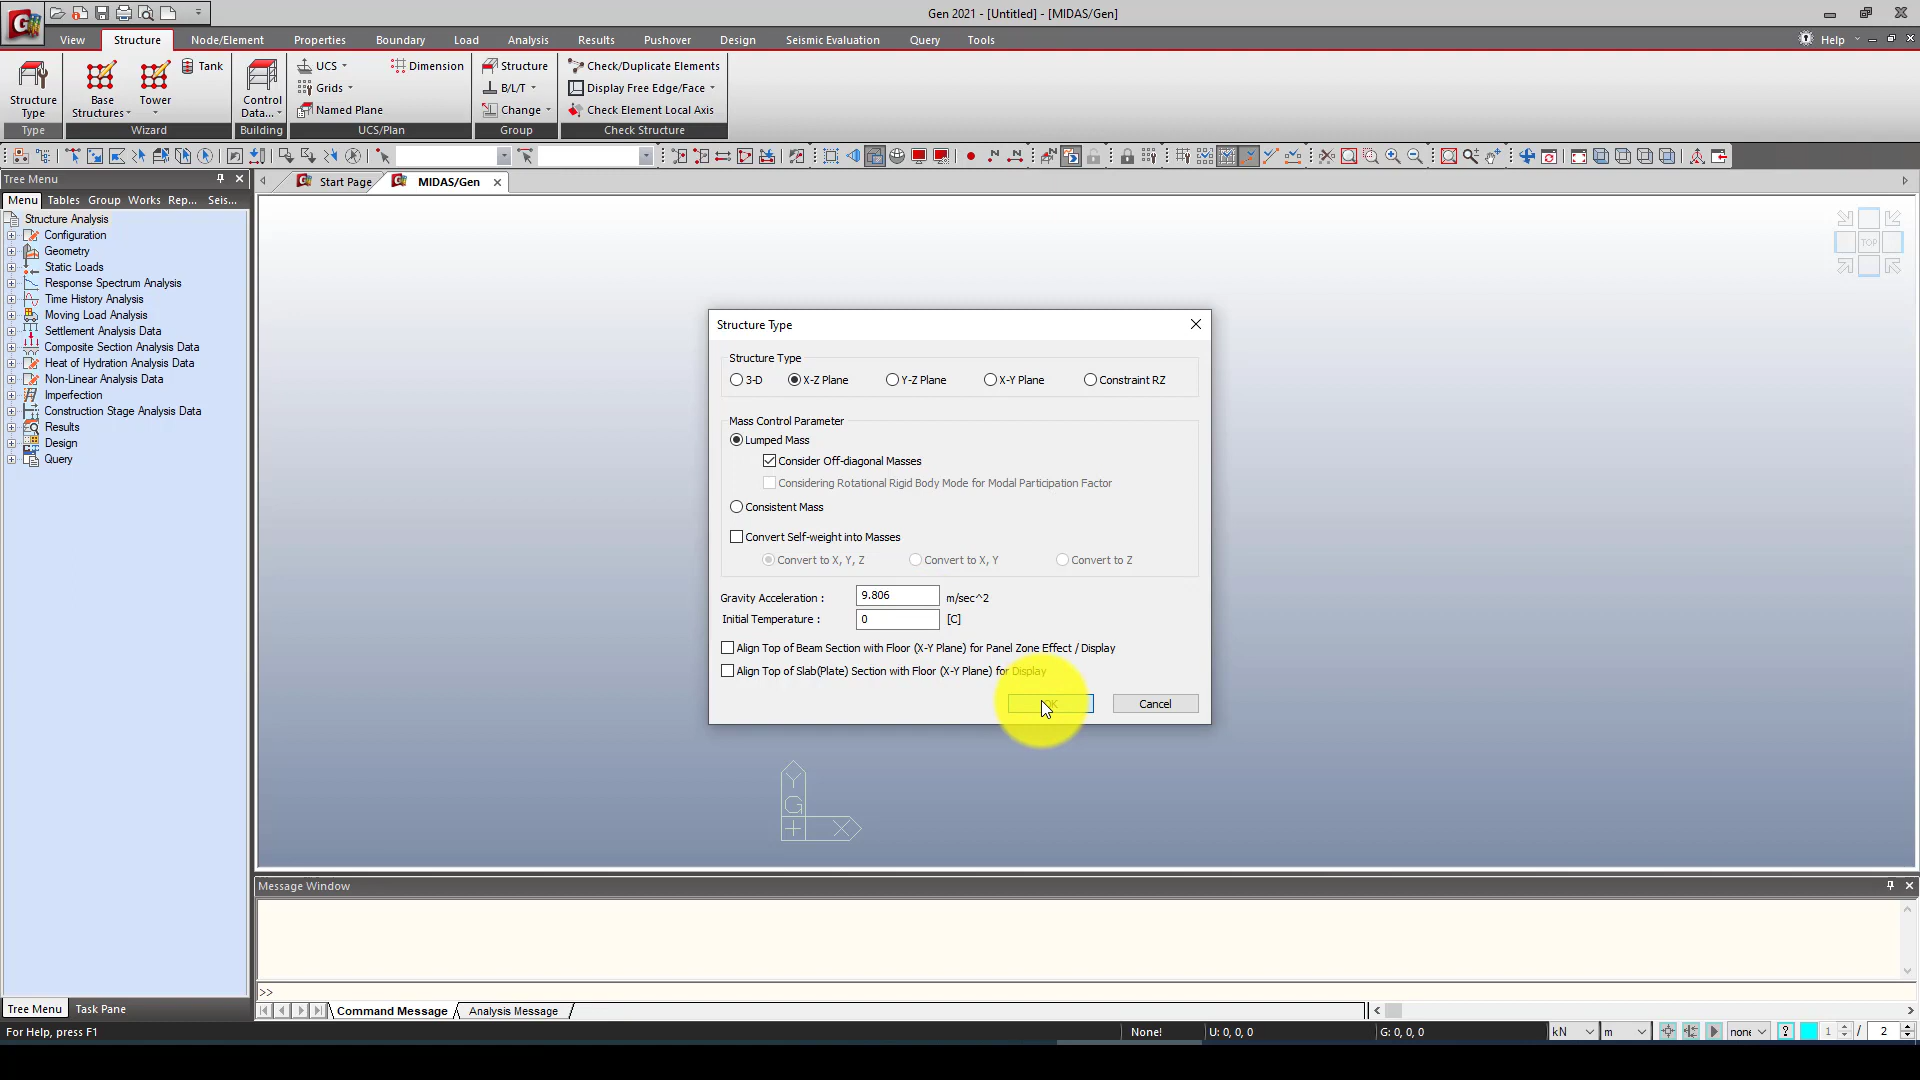 Gen 2021 - [Untitled] - [MIDAS/Gen]
View Structure Node/Element Properties Boundary Load Analysis Results Pushover Design Seismic Evaluation Query Tools Help
Structure Type
Base Structures
Tower
Tank
Control Data...
UCS
Grids
Named Plane
Dimension
Structure
B/L/T
Change
Check/Duplicate Elements
Display Free Edge/Face
Check Element Local Axis
Type Wizard Building UCS/Plan Group Check Structure
Tree Menu
Start Page MIDAS/Gen
Menu Tables Group Works Rep... Seis...
Structure Analysis
Configuration
Geometry
Static Loads
Response Spectrum Analysis
Time History Analysis
Moving Load Analysis
Settlement Analysis Data
Composite Section Analysis Data
Heat of Hydration Analysis Data
Non-Linear Analysis Data
Imperfection
Construction Stage Analysis Data
Results
Design
Query
TOP
Structure Type
Structure Type
3-D X-Z Plane Y-Z Plane X-Y Plane Constraint RZ
Mass Control Parameter
Lumped Mass
Consider Off-diagonal Masses
Considering Rotational Rigid Body Mode for Modal Participation Factor
Consistent Mass
Convert Self-weight into Masses
Convert to X, Y, Z Convert to X, Y Convert to Z
Gravity Acceleration : 9.806 m/sec^2
Initial Temperature : 0 [C]
Align Top of Beam Section with Floor (X-Y Plane) for Panel Zone Effect / Display
Align Top of Slab(Plate) Section with Floor (X-Y Plane) for Display
OK Cancel
Y
G
X
Message Window
>>
Tree Menu Task Pane
Command Message Analysis Message
For Help, press F1
None! U: 0, 0, 0 G: 0, 0, 0 kN m none ? 1 / 2